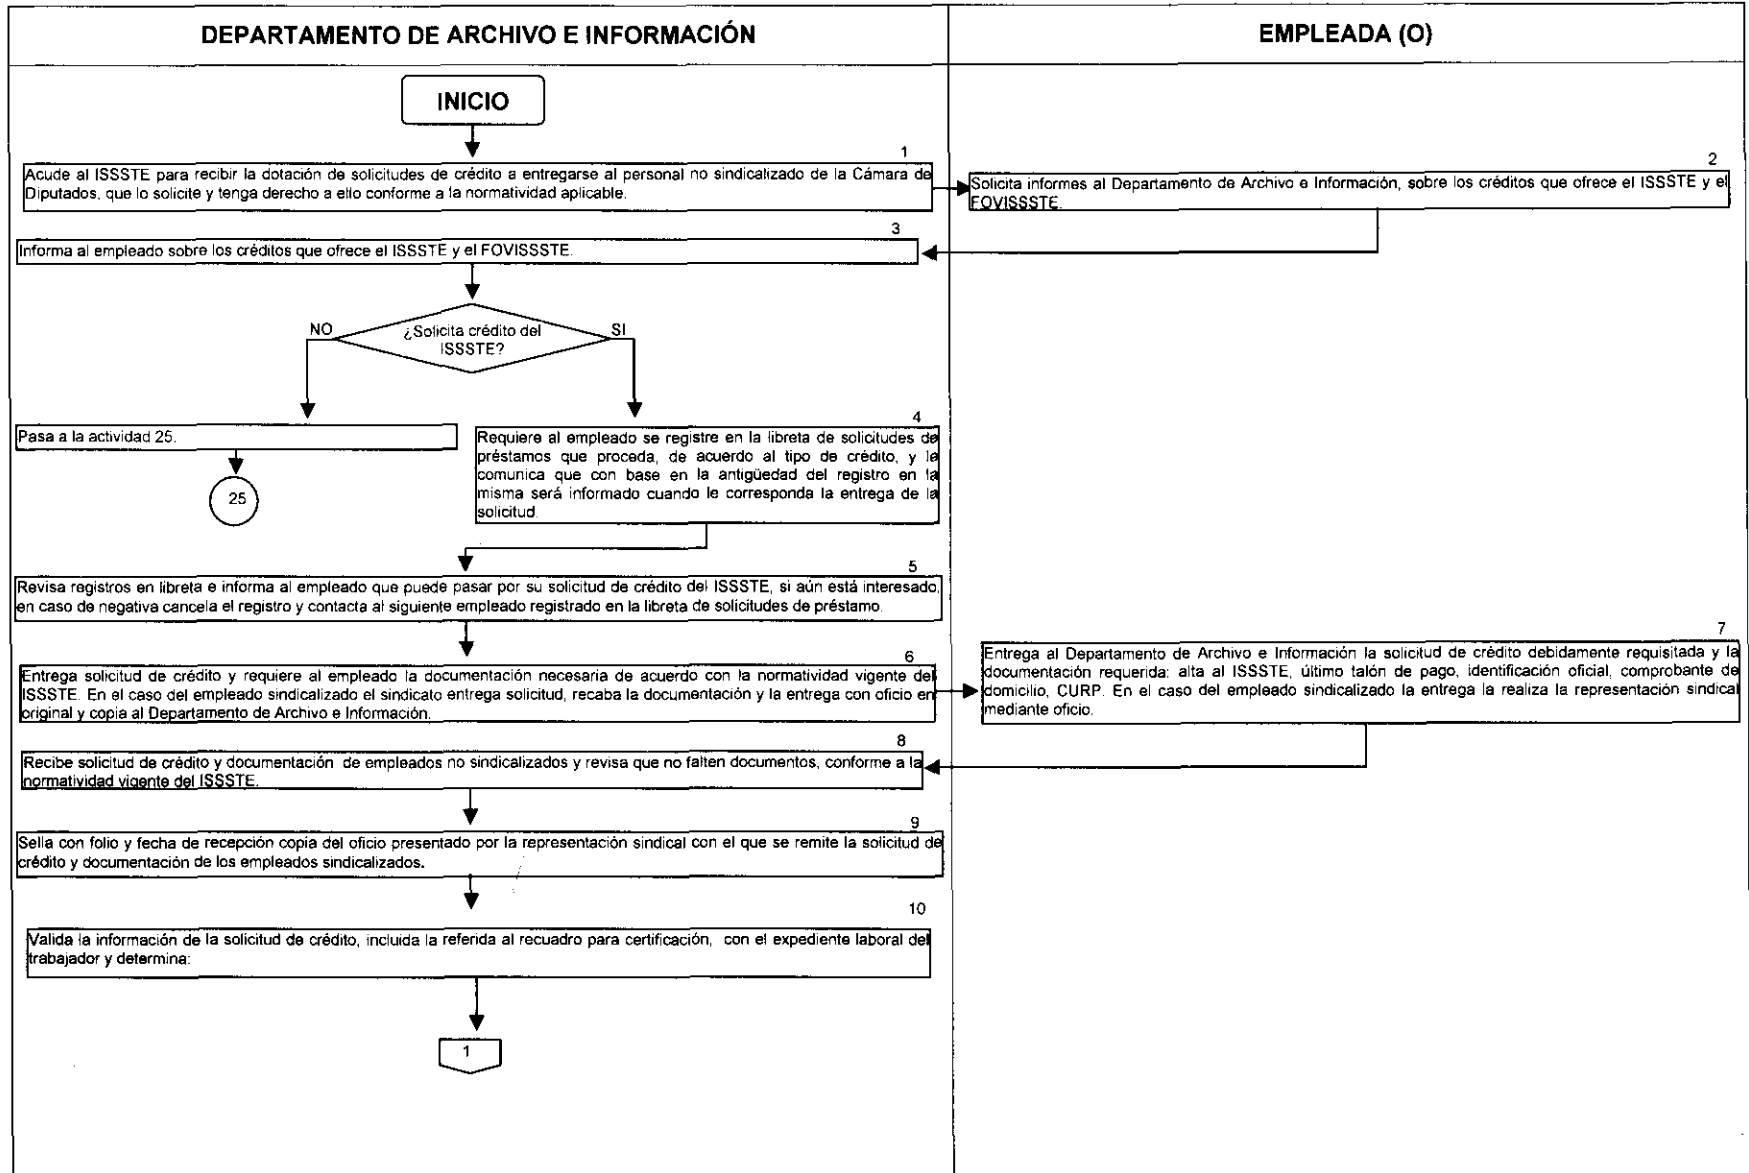 DEPARTAMENTO DE ARCHIVO E INFORMACIÓN
EMPLEADA (O)
INICIO
1
Acude al ISSSTE para recibir la dotación de solicitudes de crédito a entregarse al personal no sindicalizado de la Cámara de
Diputados, que lo solicite y tenga derecho a ello conforme a la normatividad aplicable.
2
Solicita informes al Departamento de Archivo e Información, sobre los créditos que ofrece el ISSSTE y el
FOVISSSTE.
3
Informa al empleado sobre los créditos que ofrece el ISSSTE y el FOVISSSTE.
NO
¿Solicita crédito del
ISSSTE?
SI
Pasa a la actividad 25.
25
4
Requiere al empleado se registre en la libreta de solicitudes de
préstamos que proceda, de acuerdo al tipo de crédito, y le
comunica que con base en la antigüedad del registro en la
misma será informado cuando le corresponda la entrega de la
solicitud.
5
Revisa registros en libreta e informa al empleado que puede pasar por su solicitud de crédito del ISSSTE, si aún está interesado,
en caso de negativa cancela el registro y contacta al siguiente empleado registrado en la libreta de solicitudes de préstamo.
6
Entrega solicitud de crédito y requiere al empleado la documentación necesaria de acuerdo con la normatividad vigente del
ISSSTE. En el caso del empleado sindicalizado el sindicato entrega solicitud, recaba la documentación y la entrega con oficio en
original y copia al Departamento de Archivo e Información.
7
Entrega al Departamento de Archivo e Información la solicitud de crédito debidamente requisitada y la
documentación requerida: alta al ISSSTE, último talón de pago, identificación oficial, comprobante de
domicilio, CURP. En el caso del empleado sindicalizado la entrega la realiza la representación sindical
mediante oficio.
8
Recibe solicitud de crédito y documentación de empleados no sindicalizados y revisa que no falten documentos, conforme a la
normatividad vigente del ISSSTE.
9
Sella con folio y fecha de recepción copia del oficio presentado por la representación sindical con el que se remite la solicitud de
crédito y documentación de los empleados sindicalizados.
10
Valida la información de la solicitud de crédito, incluida la referida al recuadro para certificación, con el expediente laboral del
trabajador y determina:
1